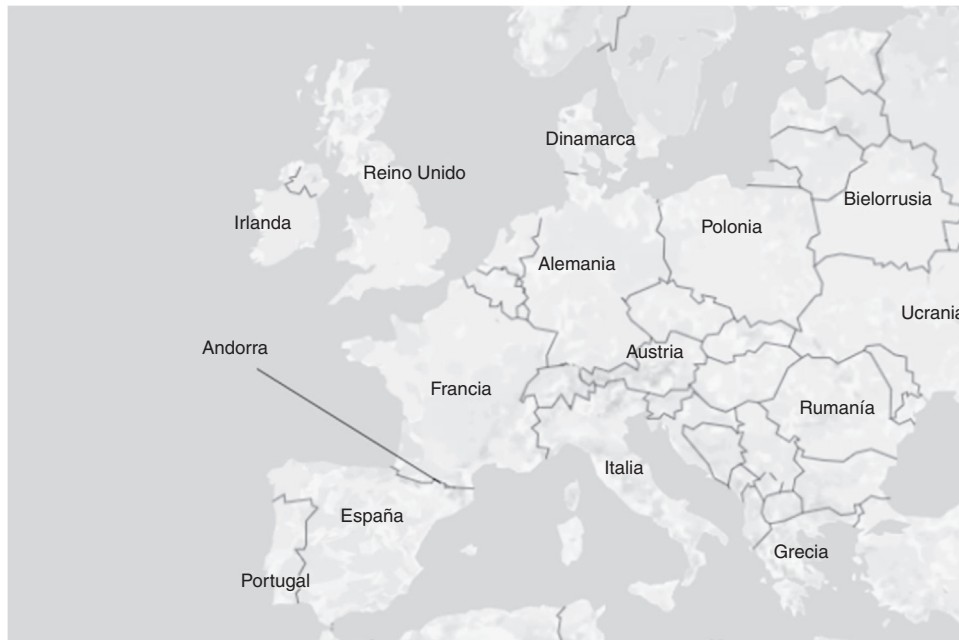 Dinamarca
Reino Unido
Bielorrusia
Irlanda
Polonia
Alemania
Ucrania
Andorra
Austria
Francia
Rumanía
Italia
España
Grecia
Portugal